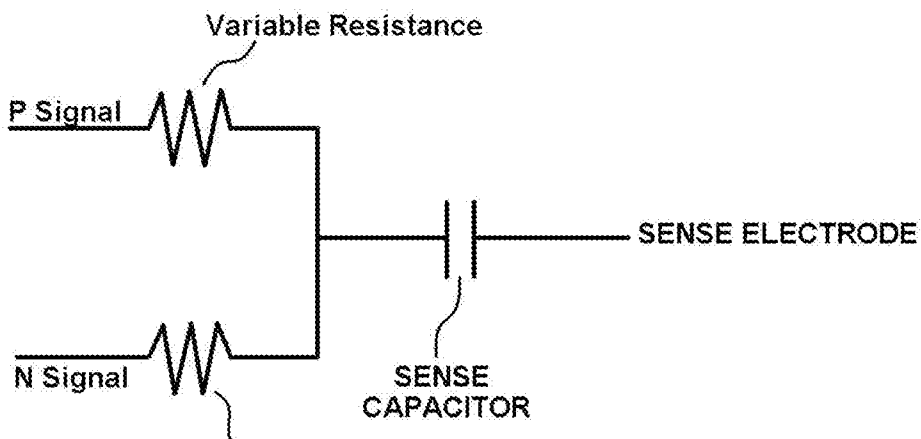 Variable Resistance
P Signal
SENSE ELECTRODE
N Signal
SENSE
CAPACITOR